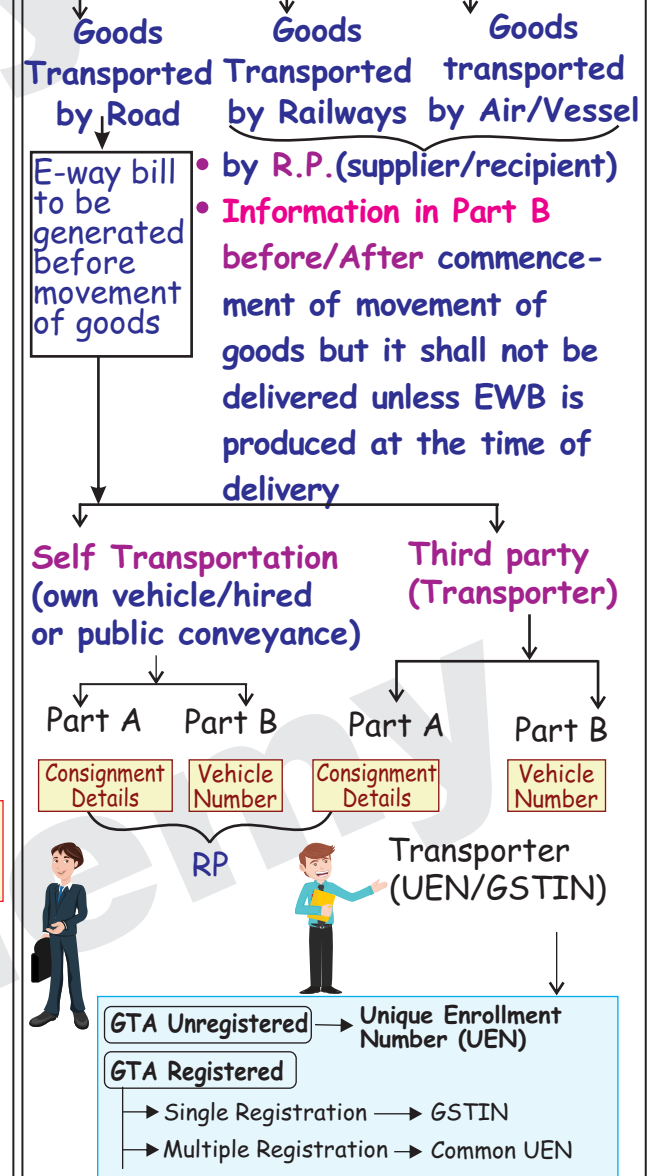 Goods
Transported
by Road
Goods
Transported
by Railways
Goods
transported
by Air/Vessel
E-way bill
to be
generated
before
movement
of goods
• by R.P.(supplier/recipient)
• Information in Part B
before/After commence-
ment of movement of
goods but it shall not be
delivered unless EWB is
produced at the time of
delivery
Self Transportation
(own vehicle/hired
or public conveyance)
Third party
(Transporter)
Part A
Part B
Part A
Part B
Consignment
Details
Vehicle
Number
Consignment
Details
Vehicle
Number
RP
Transporter
(UEN/GSTIN)
GTA Unregistered
Unique Enrollment
Number (UEN)
GTA Registered
Single Registration
GSTIN
Multiple Registration
Common UEN